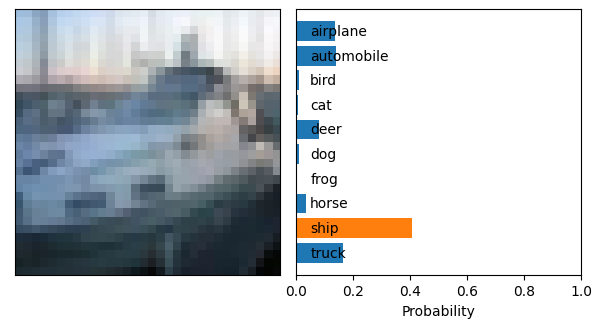 airplane
automobile
bird
cat
deer
dog
frog
horse
ship
truck
0.0 0.2 0.4 0.6 0.8 1.0
Probability